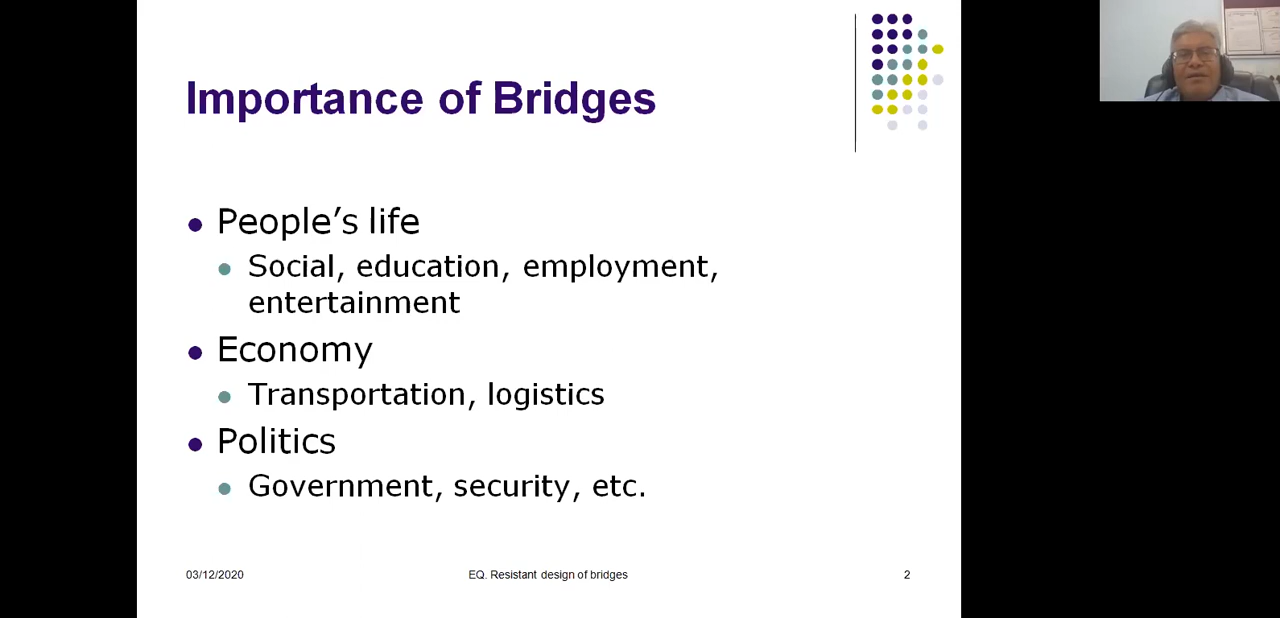 Importance of Bridges
People's life
Social, education, employment,
entertainment
Economy
Transportation, logistics
Politics
Government, security, etc.
03/12/2020
EQ. Resistant design of bridges
2